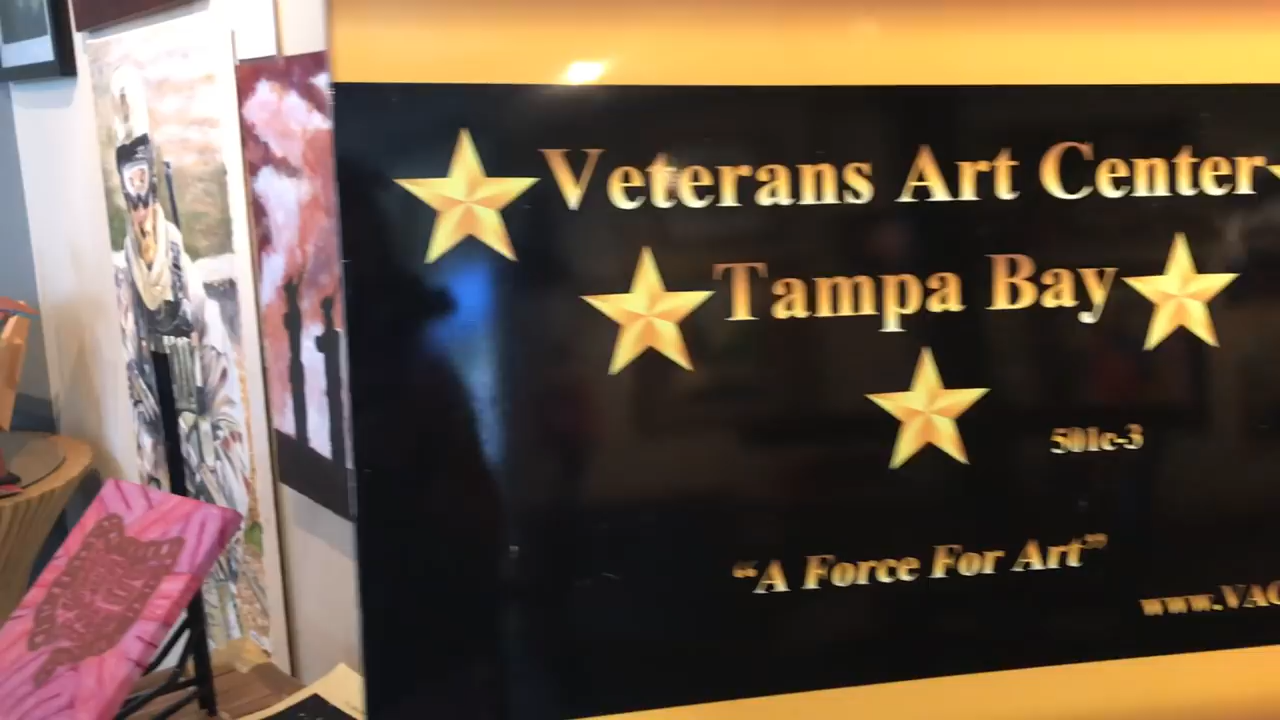 Veterans Art Center
Tampa Bay
501c-3
“A Force For Art”